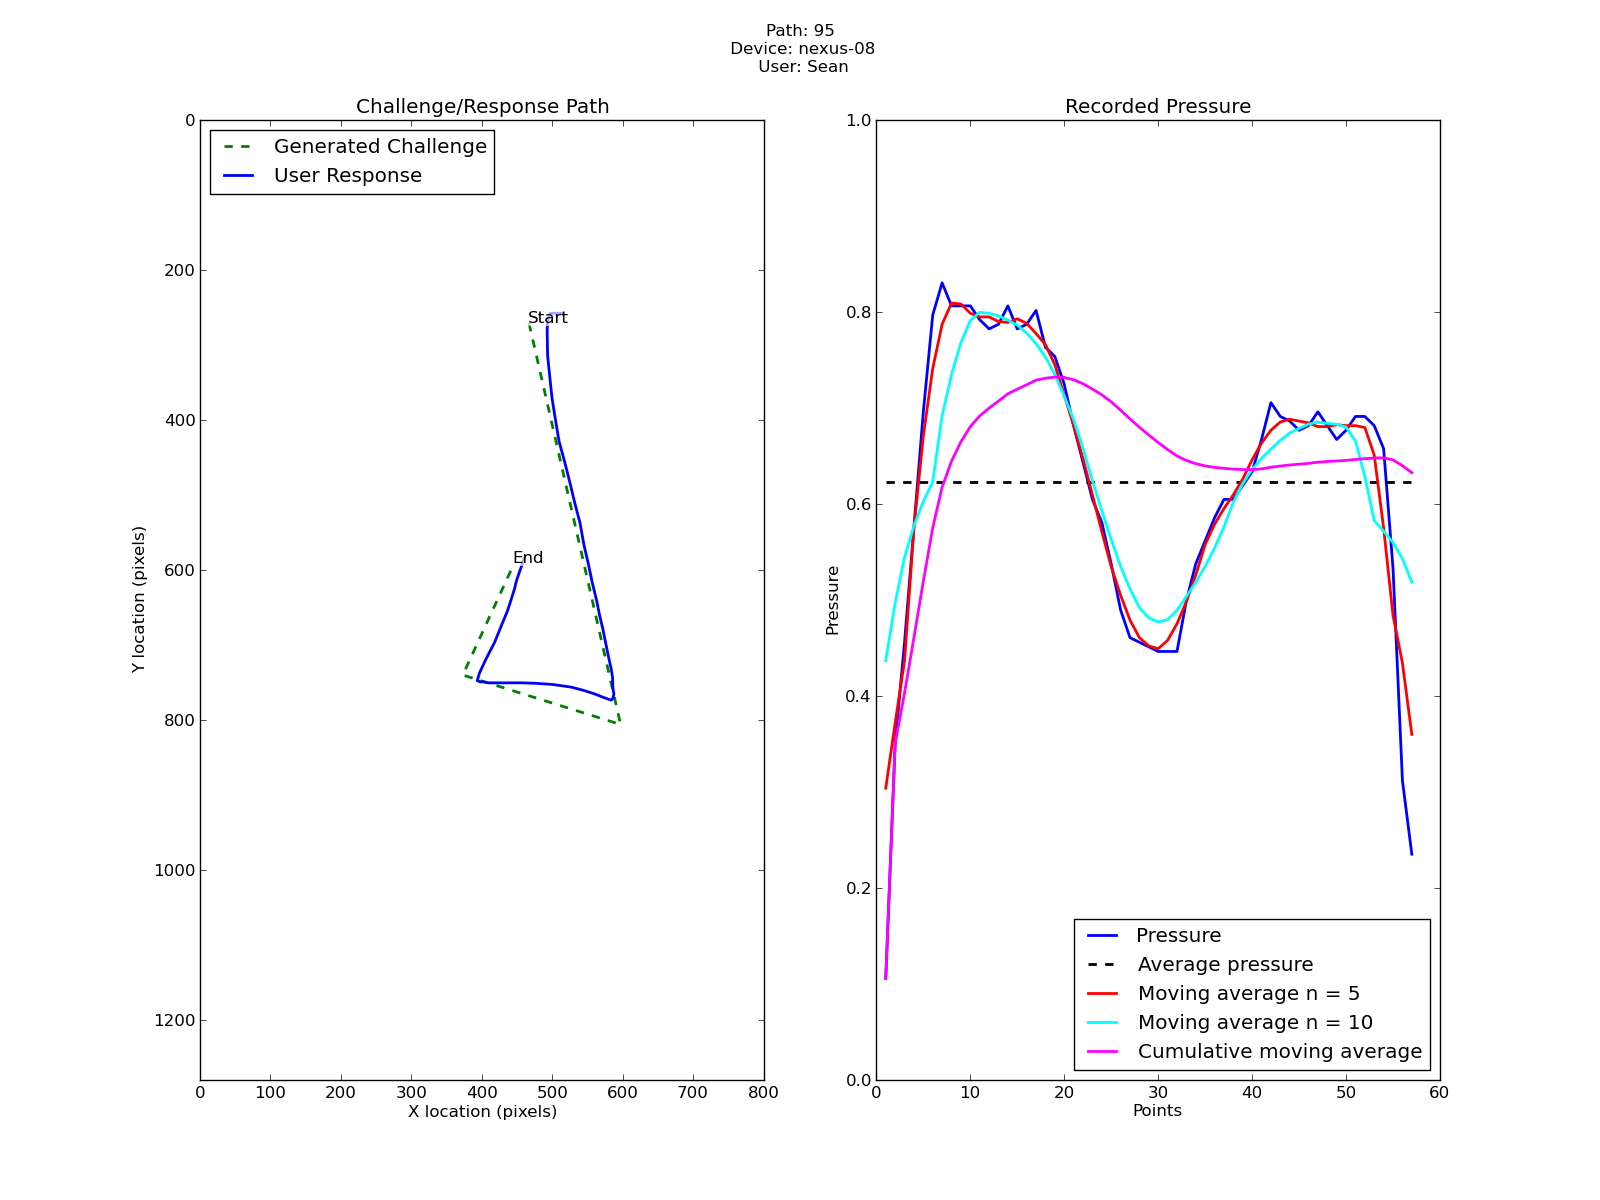 Path: 95
Device: nexus-08
User: Sean
Challenge/Response Path
Generated Challenge
User Response
Start
End
0
200
400
600
800
1000
1200
Y location (pixels)
0 100 200 300 400 500 600 700 800
X location (pixels)
Recorded Pressure
1.0
0.8
0.6
0.4
0.2
0.0
Pressure
Pressure
Average pressure
Moving average n = 5
Moving average n = 10
Cumulative moving average
0 10 20 30 40 50 60
Points